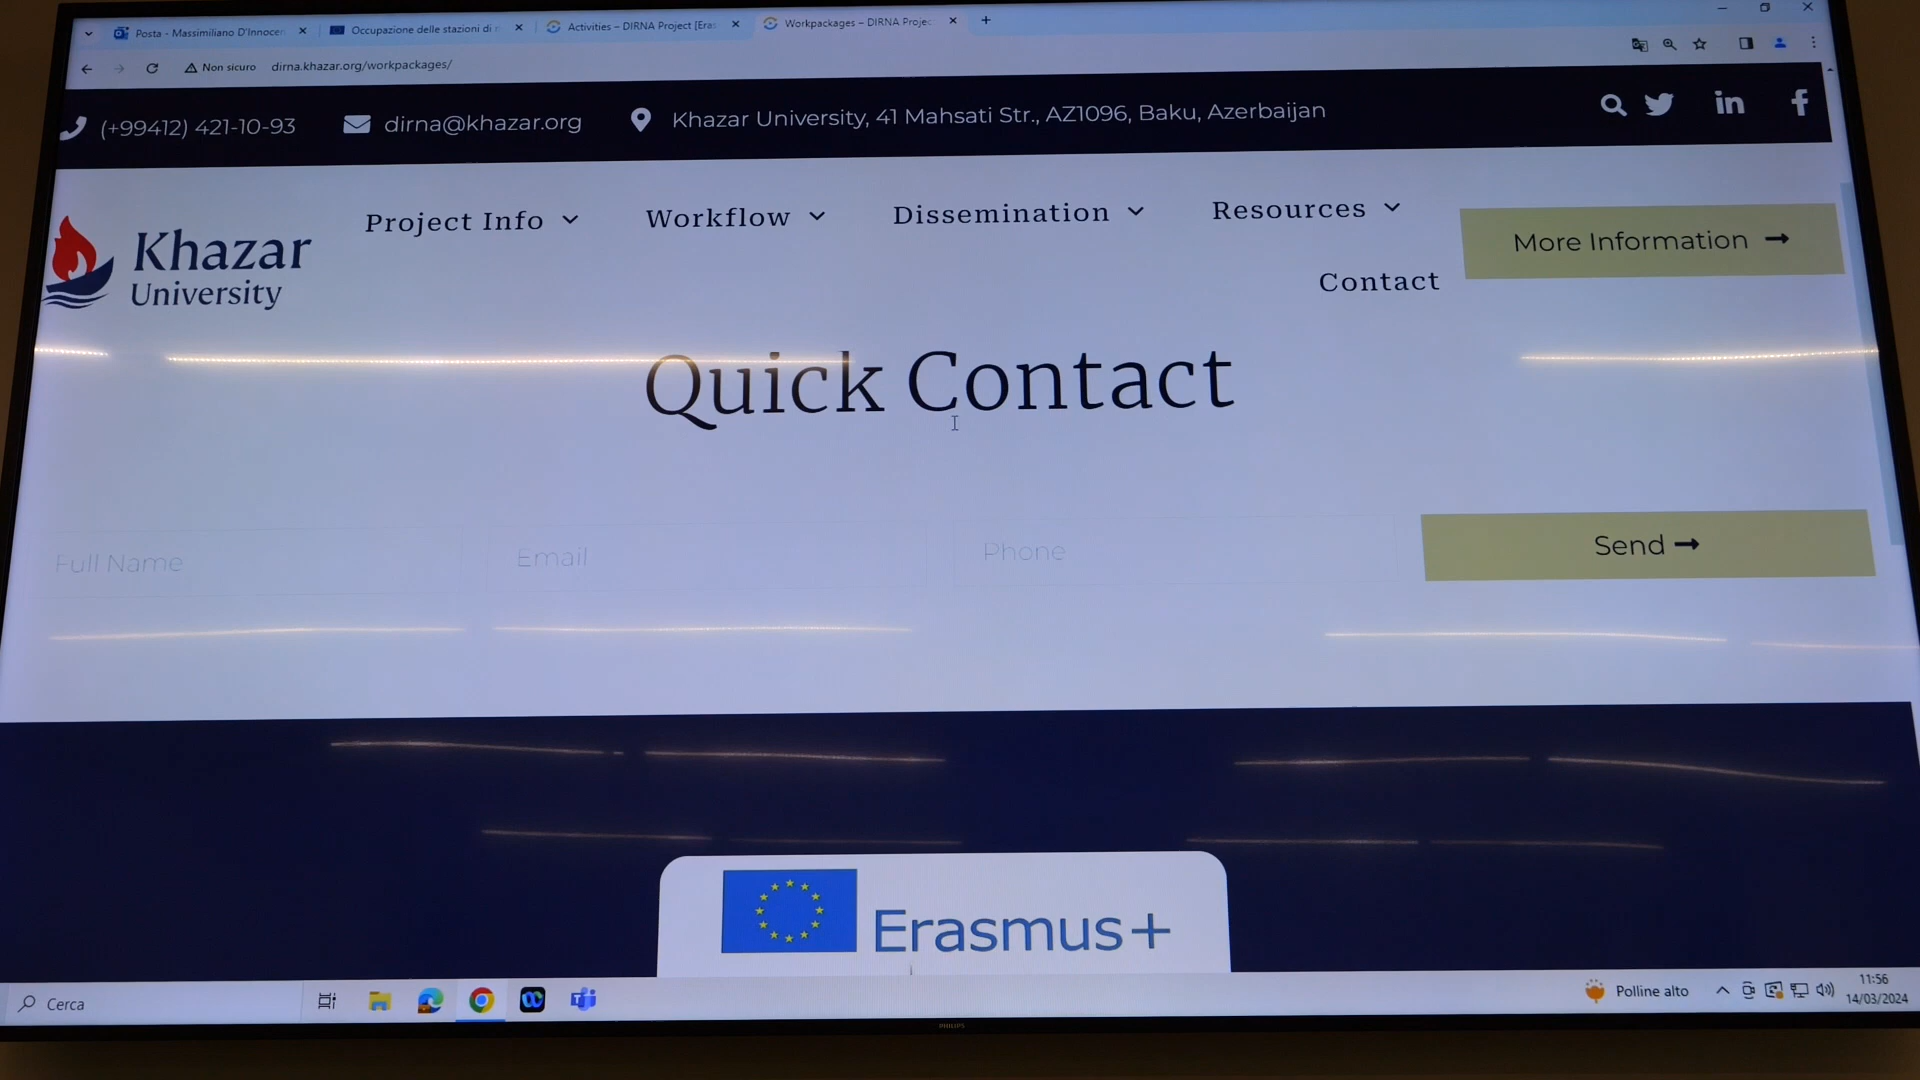 Posta - Massimiliano D'Innocen
Occupazione delle stazioni di r
Activities – DIRNA Project [Eras
Workpackages – DIRNA Projec
Non sicuro dirna.khazar.org/workpackages/
(+99412) 421-10-93 dirna@khazar.org Khazar University, 41 Mahsati Str., AZ1096, Baku, Azerbaijan
Project Info Workflow Dissemination Resources
More Information
Khazar
University
Contact
Quick Contact
Full Name Email Phone Send
Erasmus+
Cerca
Polline alto
11:56
14/03/2024
PHILIPS